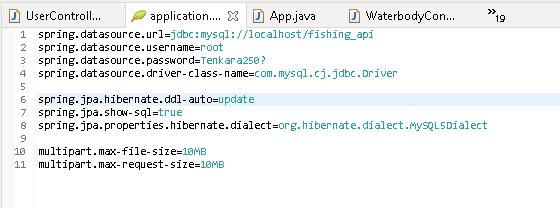 UserControll... application.... App.java WaterbodyCon... »19
1 spring.datasource.url=jdbc:mysql://localhost/fishing_api
2 spring.datasource.username=root
3 spring.datasource.password=Tenkara250?
4 spring.datasource.driver-class-name=com.mysql.cj.jdbc.Driver
5
6 spring.jpa.hibernate.ddl-auto=update
7 spring.jpa.show-sql=true
8 spring.jpa.properties.hibernate.dialect=org.hibernate.dialect.MySQL5Dialect
9
10 multipart.max-file-size=10MB
11 multipart.max-request-size=10MB